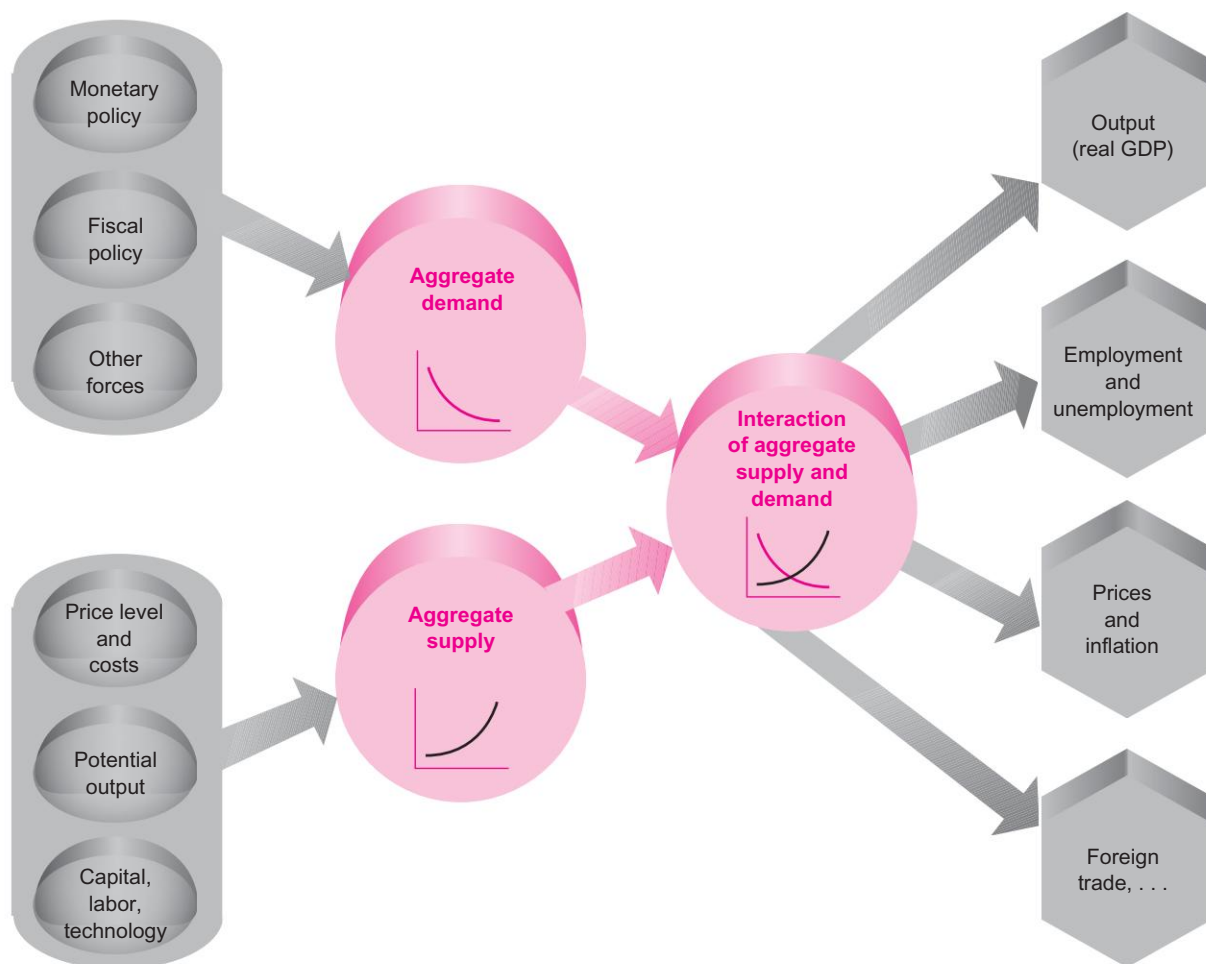 Monetary
policy
Fiscal
policy
Other
forces
Price level
and
costs
Potential
output
Capital,
labor,
technology
Aggregate
demand
Aggregate
supply
Interaction
of aggregate
supply and
demand
Output
(real GDP)
Employment
and
unemployment
Prices
and
inflation
Foreign
trade, . . .